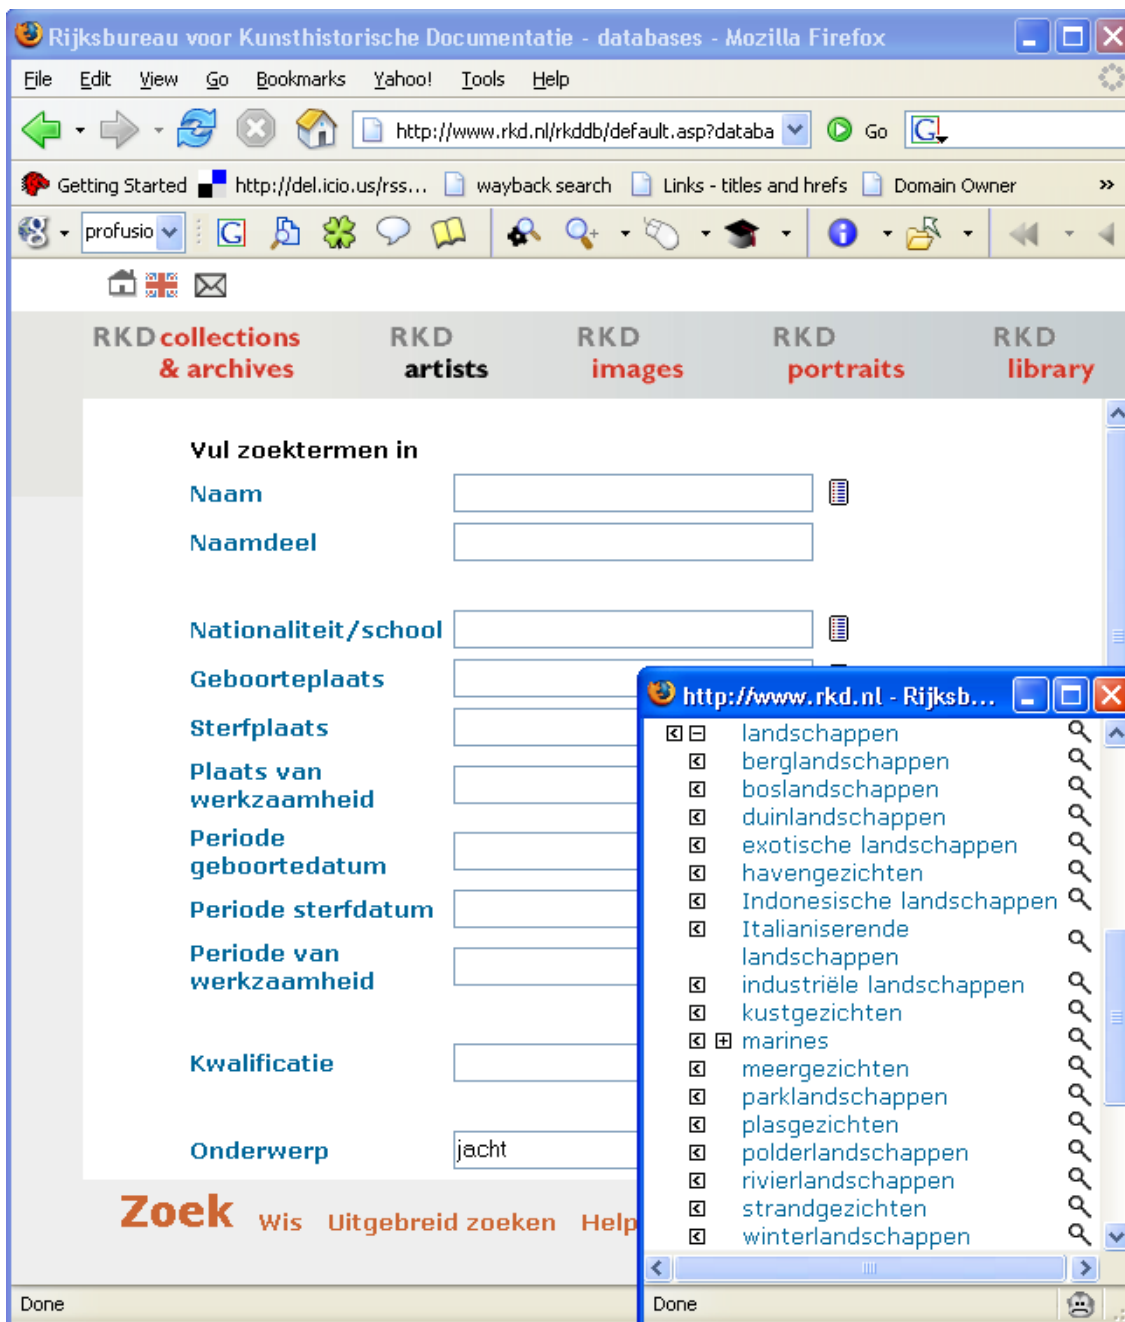 Rijksbureau voor Kunsthistorische Documentatie - databases - Mozilla Firefox
File Edit View Go Bookmarks Yahoo! Tools Help
http://www.rkd.nl/rkddb/default.asp?databa Go G
Getting Started http://del.icio.us/rss... wayback search Links - titles and hrefs Domain Owner »
profusio G
RKD collections RKD RKD RKD RKD
& archives artists images portraits library
Vul zoektermen in
Naam
Naamdeel
Nationaliteit/school
Geboorteplaats
Sterfplaats
Plaats van
werkzaamheid
Periode
geboortedatum
Periode sterfdatum
Periode van
werkzaamheid
Kwalificatie
Onderwerp jacht
Zoek Wis Uitgebreid zoeken Help
Done
http://www.rkd.nl - Rijksb...
landschappen
berglandschappen
boslandschappen
duinlandschappen
exotische landschappen
havengezichten
Indonesische landschappen
Italianiserende
landschappen
industriële landschappen
kustgezichten
marines
meergezichten
parklandschappen
plasgezichten
polderlandschappen
rivierlandschappen
strandgezichten
winterlandschappen
Done